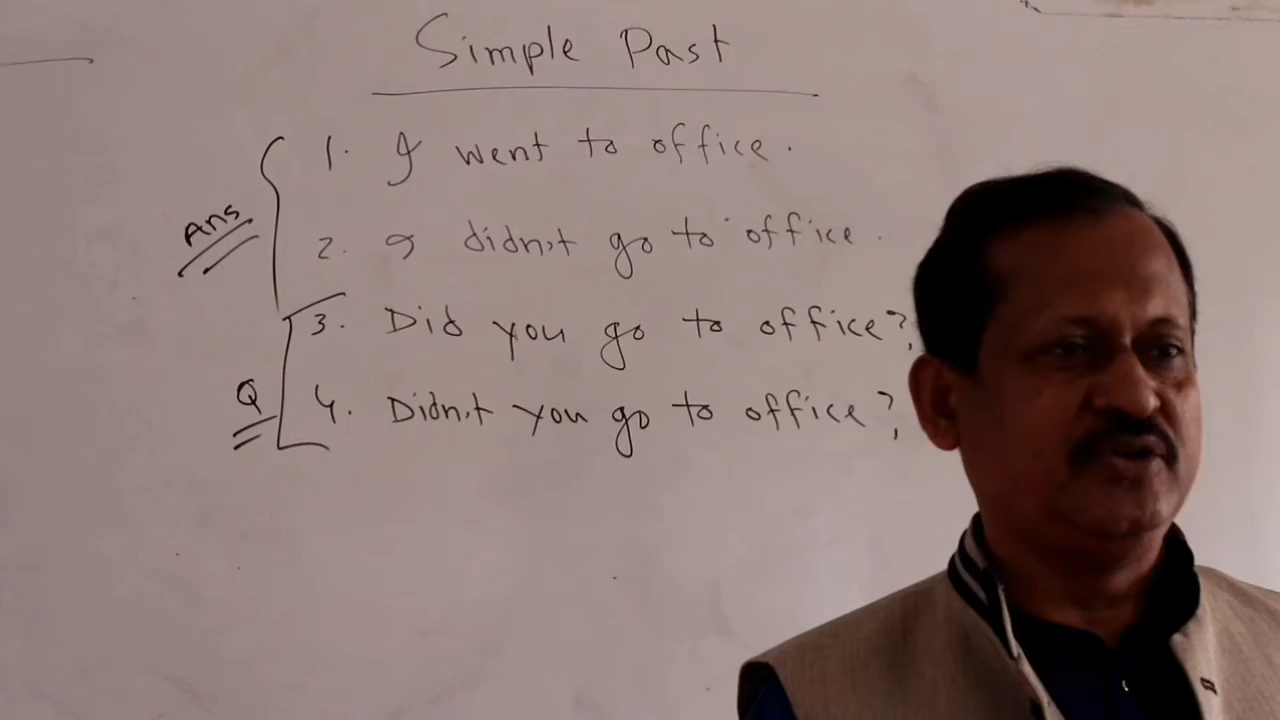 Simple Past
1. I went to office.
Ans
2. I didn't go to office.
3. Did you go to office?
Q
4. Didn't you go to office?